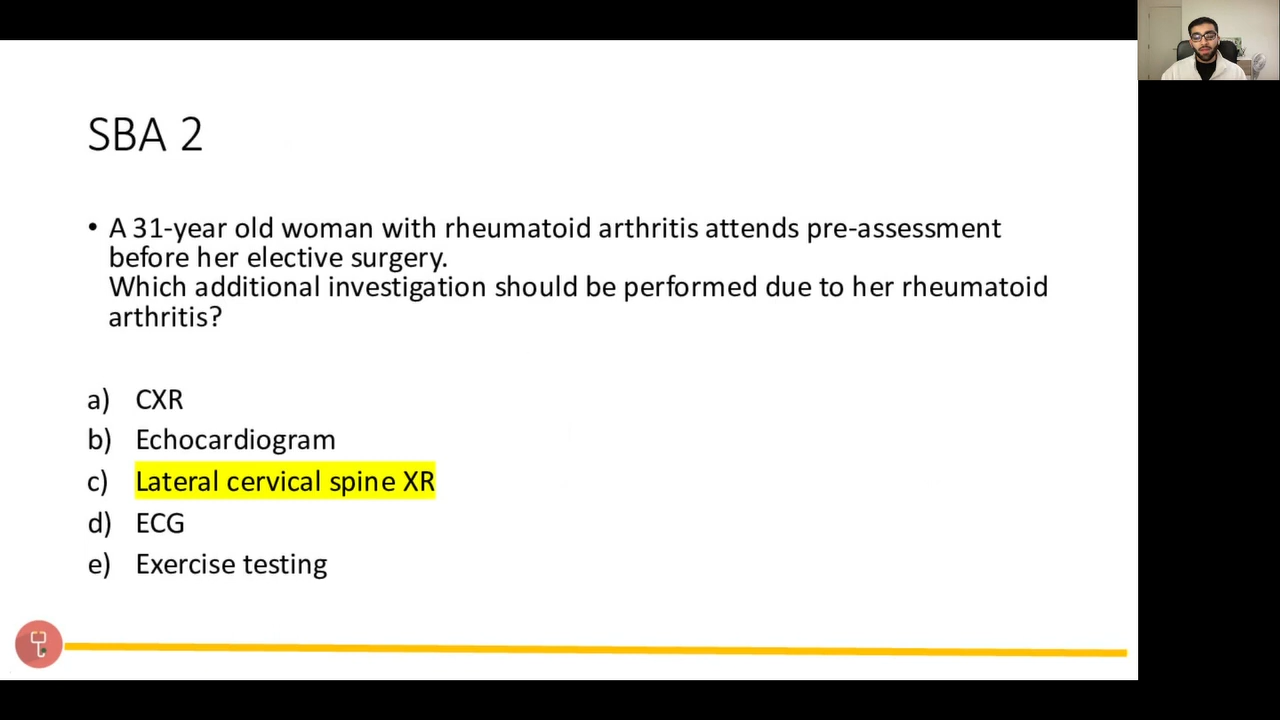 SBA 2
• A 31-year old woman with rheumatoid arthritis attends pre-assessment
before her elective surgery.
Which additional investigation should be performed due to her rheumatoid
arthritis?
a) CXR
b) Echocardiogram
c) Lateral cervical spine XR
d) ECG
e) Exercise testing